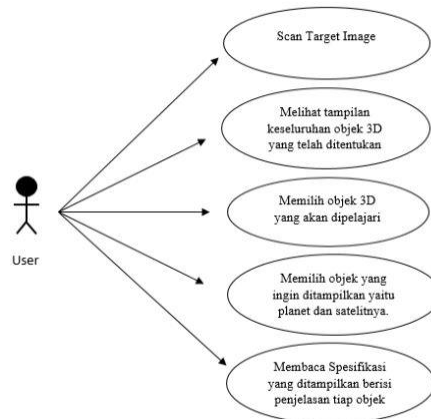 Scan Target Image
Melihat tampilan
keseluruhan objek 3D
yang telah ditentukan
Memilih objek 3D
yang akan dipelajari
User
Memilih objek yang
ingin ditampilkan yaitu
planet dan satelitnya.
Membaca Spesifikasi
yang ditampilkan berisi
penjelasan tiap objek